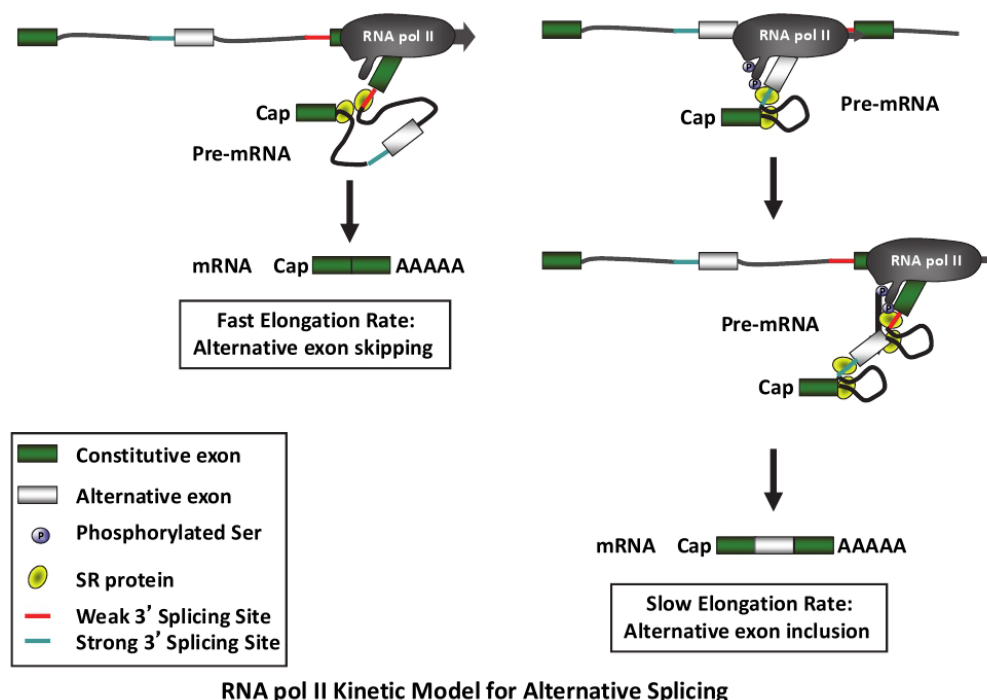 RNA pol II
Cap
Pre-mRNA
mRNA Cap AAAAA
Fast Elongation Rate:
Alternative exon skipping
RNA pol II
P
P
Pre-mRNA
Cap
RNA pol II
P
P
Pre-mRNA
Cap
mRNA Cap AAAAA
Slow Elongation Rate:
Alternative exon inclusion
Constitutive exon
Alternative exon
P Phosphorylated Ser
SR protein
Weak 3’ Splicing Site
Strong 3’ Splicing Site
RNA pol II Kinetic Model for Alternative Splicing